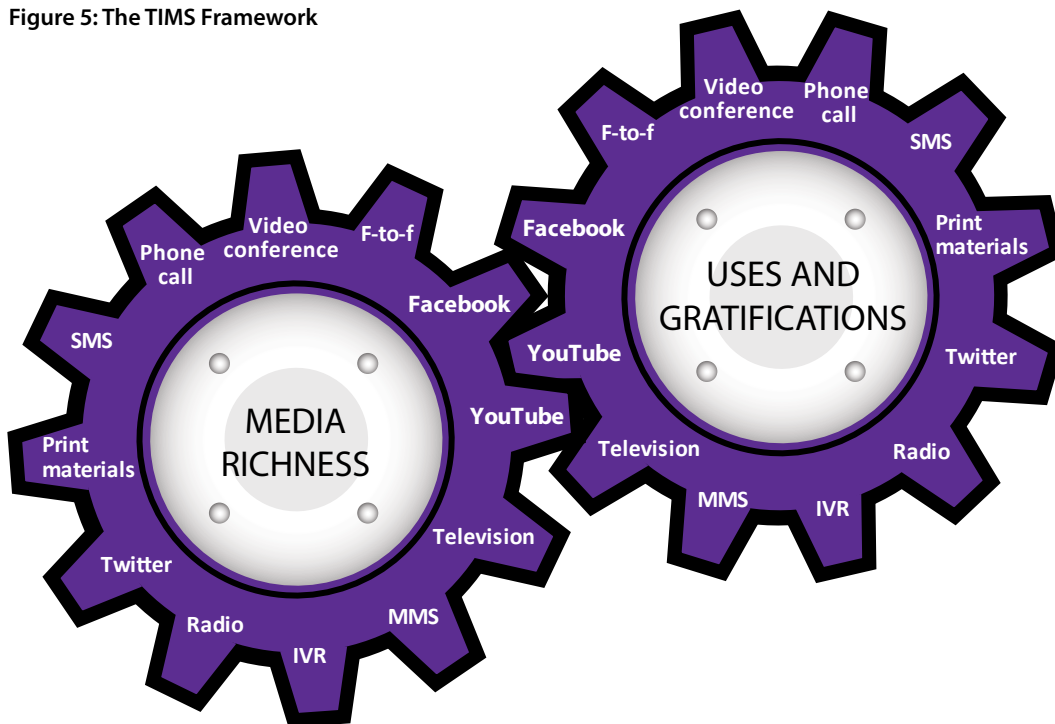 Figure 5: The TIMS Framework
Video
conference
F-to-f
Facebook
YouTube
Television
MMS
IVR
Radio
Twitter
Print
materials
SMS
Phone
call
MEDIA
RICHNESS
Video
conference
Phone
call
SMS
Print
materials
Twitter
Radio
IVR
MMS
Television
YouTube
Facebook
F-to-f
USES AND
GRATIFICATIONS